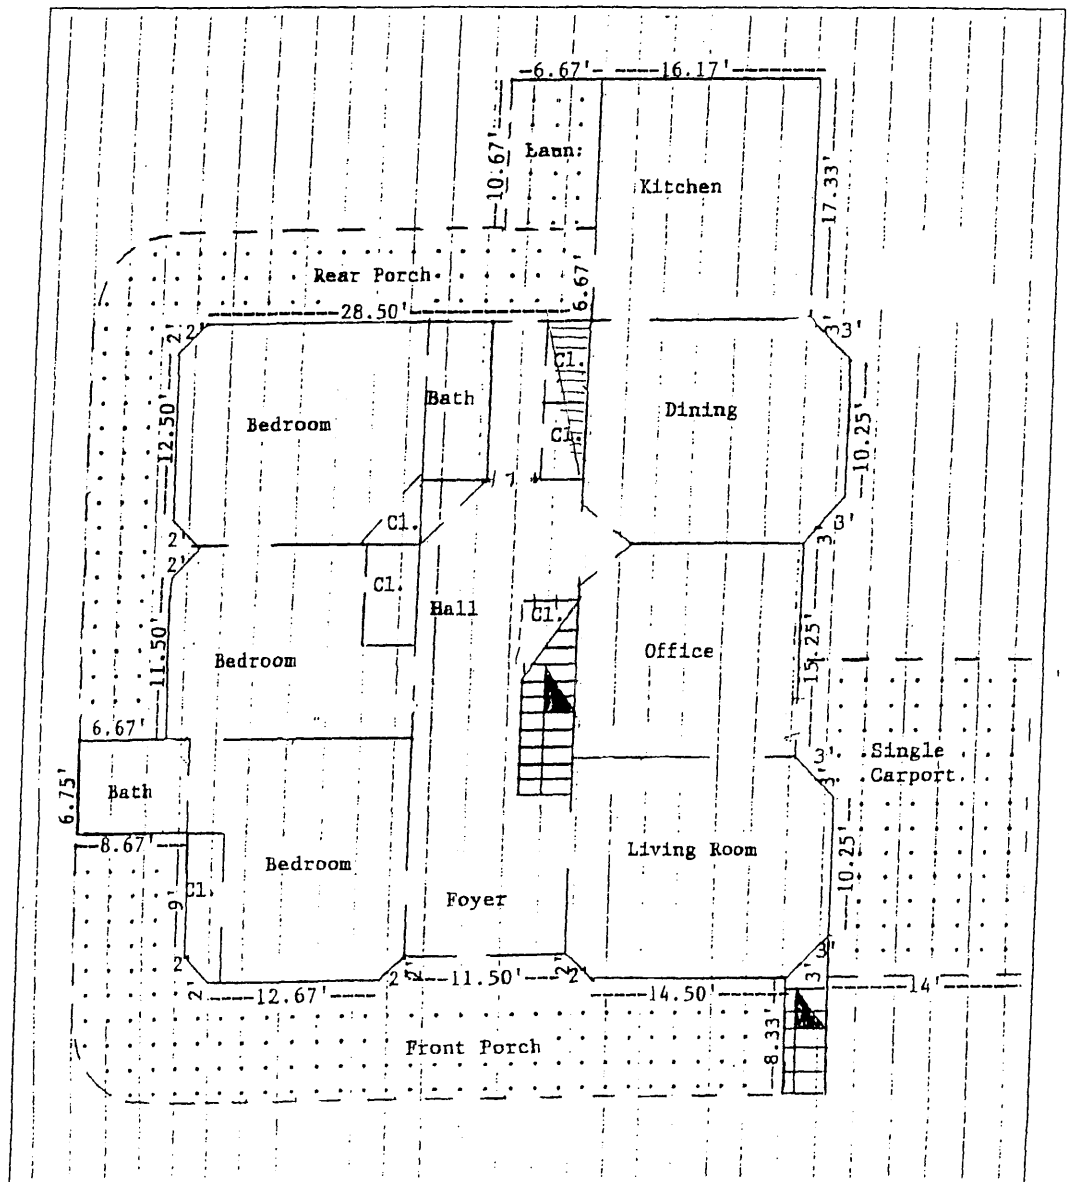 6.67' 16.17'
10.67'
Laun:
Kitchen
17.33'
Rear Porch
6.67'
28.50'
2' 2'
3' 3'
Cl.
Bath
Bedroom
Dining
12.50'
10.25'
Cl.
Cl.
2'
2'
3' 3'
Cl.
Hall
Cl.
11.50'
Bedroom
Office
15.25'
6.67'
3'
3'
Single
Carport
Bath
6.75'
8.67'
Bedroom
Living Room
10.25'
Cl.
9'
Foyer
2'
2'
2' 2'
11.50'
2' 2'
3'
3'
12.67'
14.50'
14'
8.33'
Front Porch